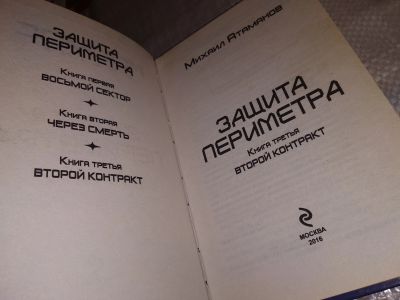 ЗАЩИТА
ПЕРИМЕТРА
Книга первая
ВОСЬМОЙ СЕКТОР
Книга вторая
ЧЕРЕЗ СМЕРТЬ
Книга третья
ВТОРОЙ КОНТРАКТ
Михаил Атаманов
ЗАЩИТА
ПЕРИМЕТРА
Книга третья
ВТОРОЙ КОНТРАКТ
МОСКВА
2016